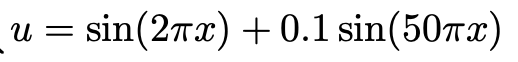 u = sin(2πx) + 0.1 sin(50πx)